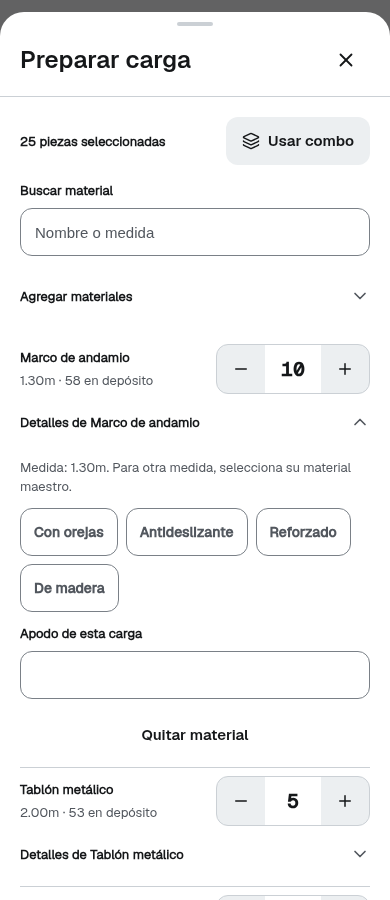 Preparar carga
25 piezas seleccionadas
Usar combo
Buscar material
Nombre o medida
Agregar materiales
Marco de andamio
1.30m · 58 en depósito
10
Detalles de Marco de andamio
Medida: 1.30m. Para otra medida, selecciona su material
maestro.
Con orejas
Antideslizante
Reforzado
De madera
Apodo de esta carga
Quitar material
Tablón metálico
2.00m · 53 en depósito
5
Detalles de Tablón metálico